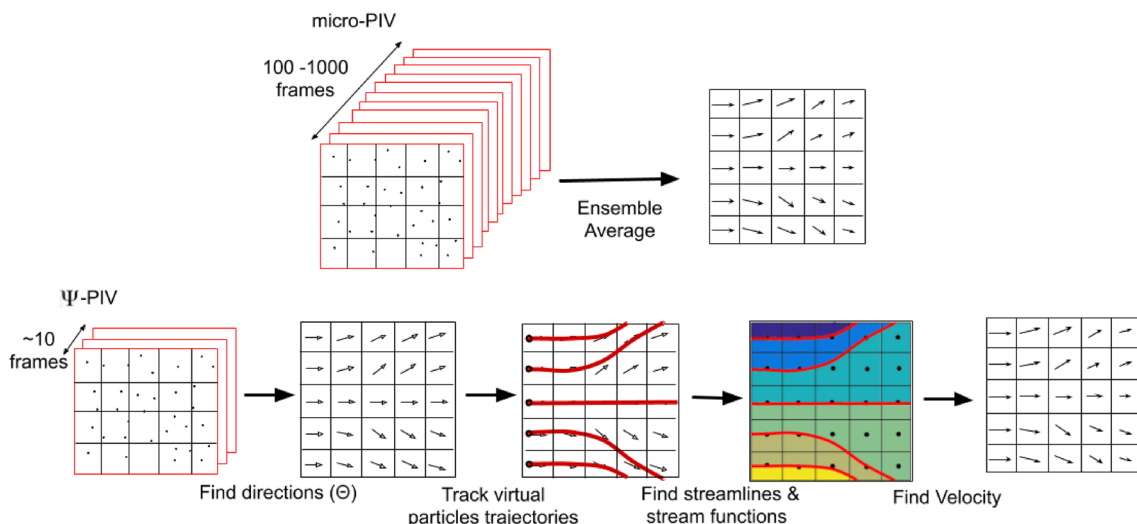 micro-PIV
100 -1000
frames
Ensemble
Average
Ψ-PIV
~10
frames
Find directions (Θ)
Track virtual
particles trajectories
Find streamlines &
stream functions
Find Velocity